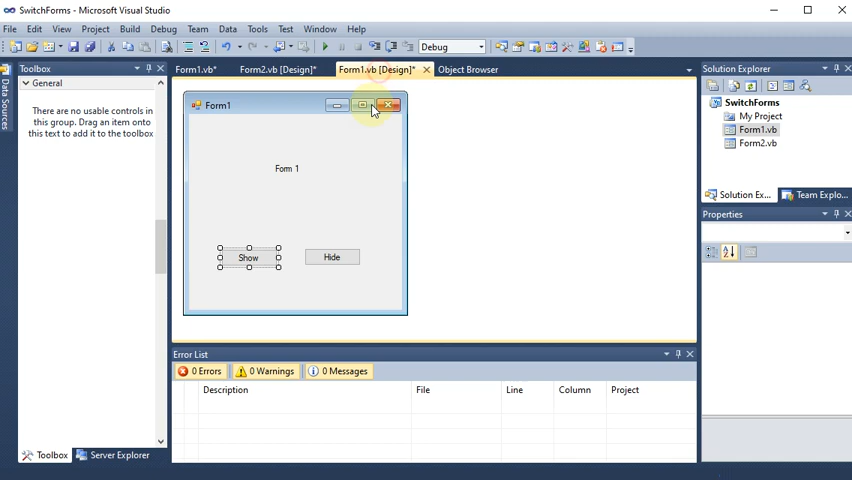 SwitchForms - Microsoft Visual Studio
File Edit View Project Build Debug Team Data Tools Test Window Help
Debug
Data Sources
Toolbox
General
There are no usable controls in
this group. Drag an item onto
this text to add it to the toolbox
Toolbox Server Explorer
Form1.vb* Form2.vb [Design]* Form1.vb [Design]* Object Browser
Form1
Form 1
Show Hide
Error List
0 Errors 0 Warnings 0 Messages
Description File Line Column Project
Solution Explorer
SwitchForms
My Project
Form1.vb
Form2.vb
Solution Ex... Team Explo...
Properties